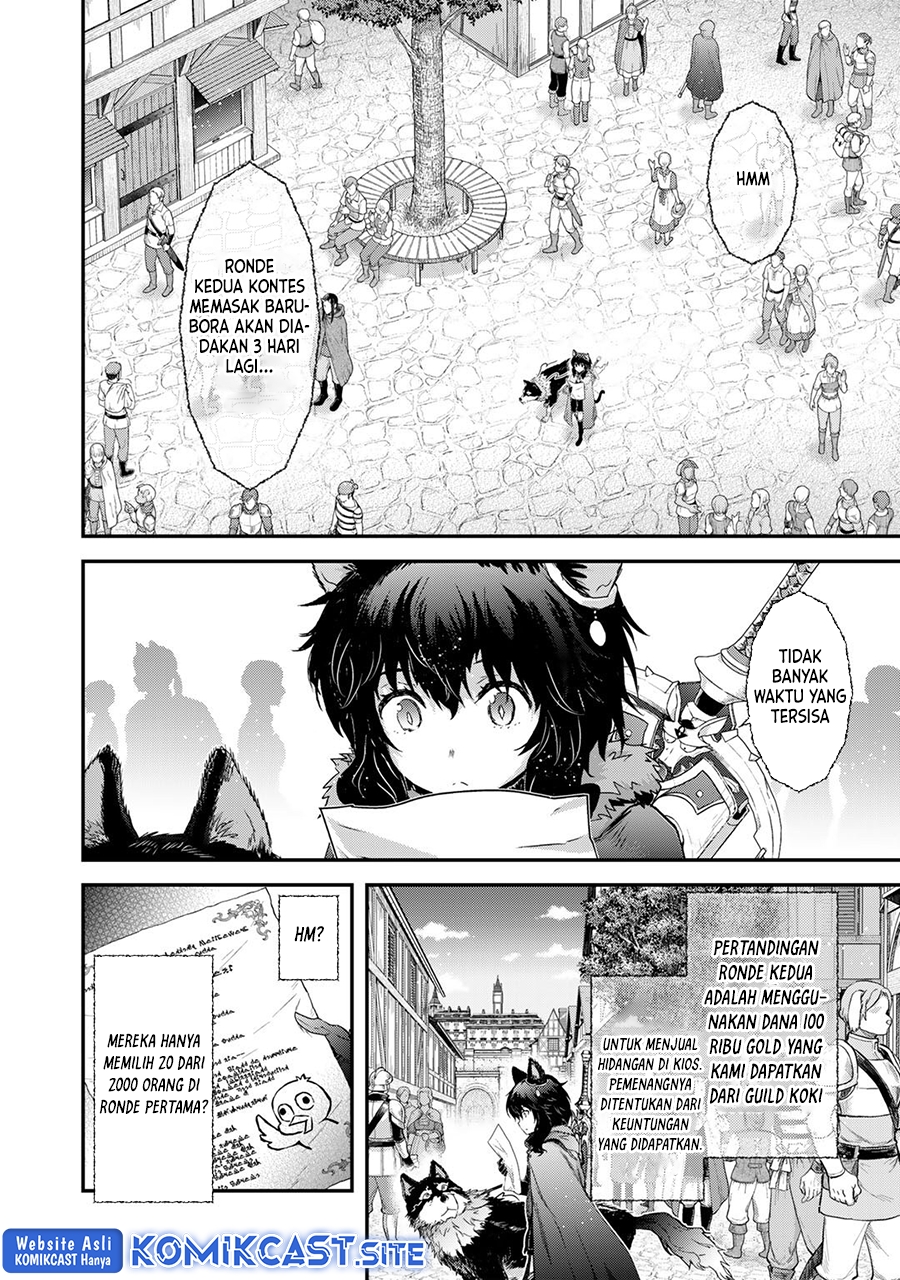 HMM
RONDE
KEDUA KONTES
MEMASAK BARU-
BORA AKAN DIA-
DAKAN 3 HARI
LAGI...
TIDAK
BANYAK
WAKTU YANG
TERSISA
PERTANDINGAN
RONDE KEDUA
ADALAH MENGGU-
NAKAN DANA 100
RIBU GOLD YANG
KAMI DAPATKAN
DARI GUILD KOKI
UNTUK MENJUAL
HIDANGAN DI KIOS.
PEMENANGNYA
DITENTUKAN DARI
KEUNTUNGAN
YANG DIDAPATKAN.
HM?
MEREKA HANYA
MEMILIH 20 DARI
2000 ORANG DI
RONDE PERTAMA?
Website Asli
KOMIKCAST Hanya
KOMIKCAST.SITE